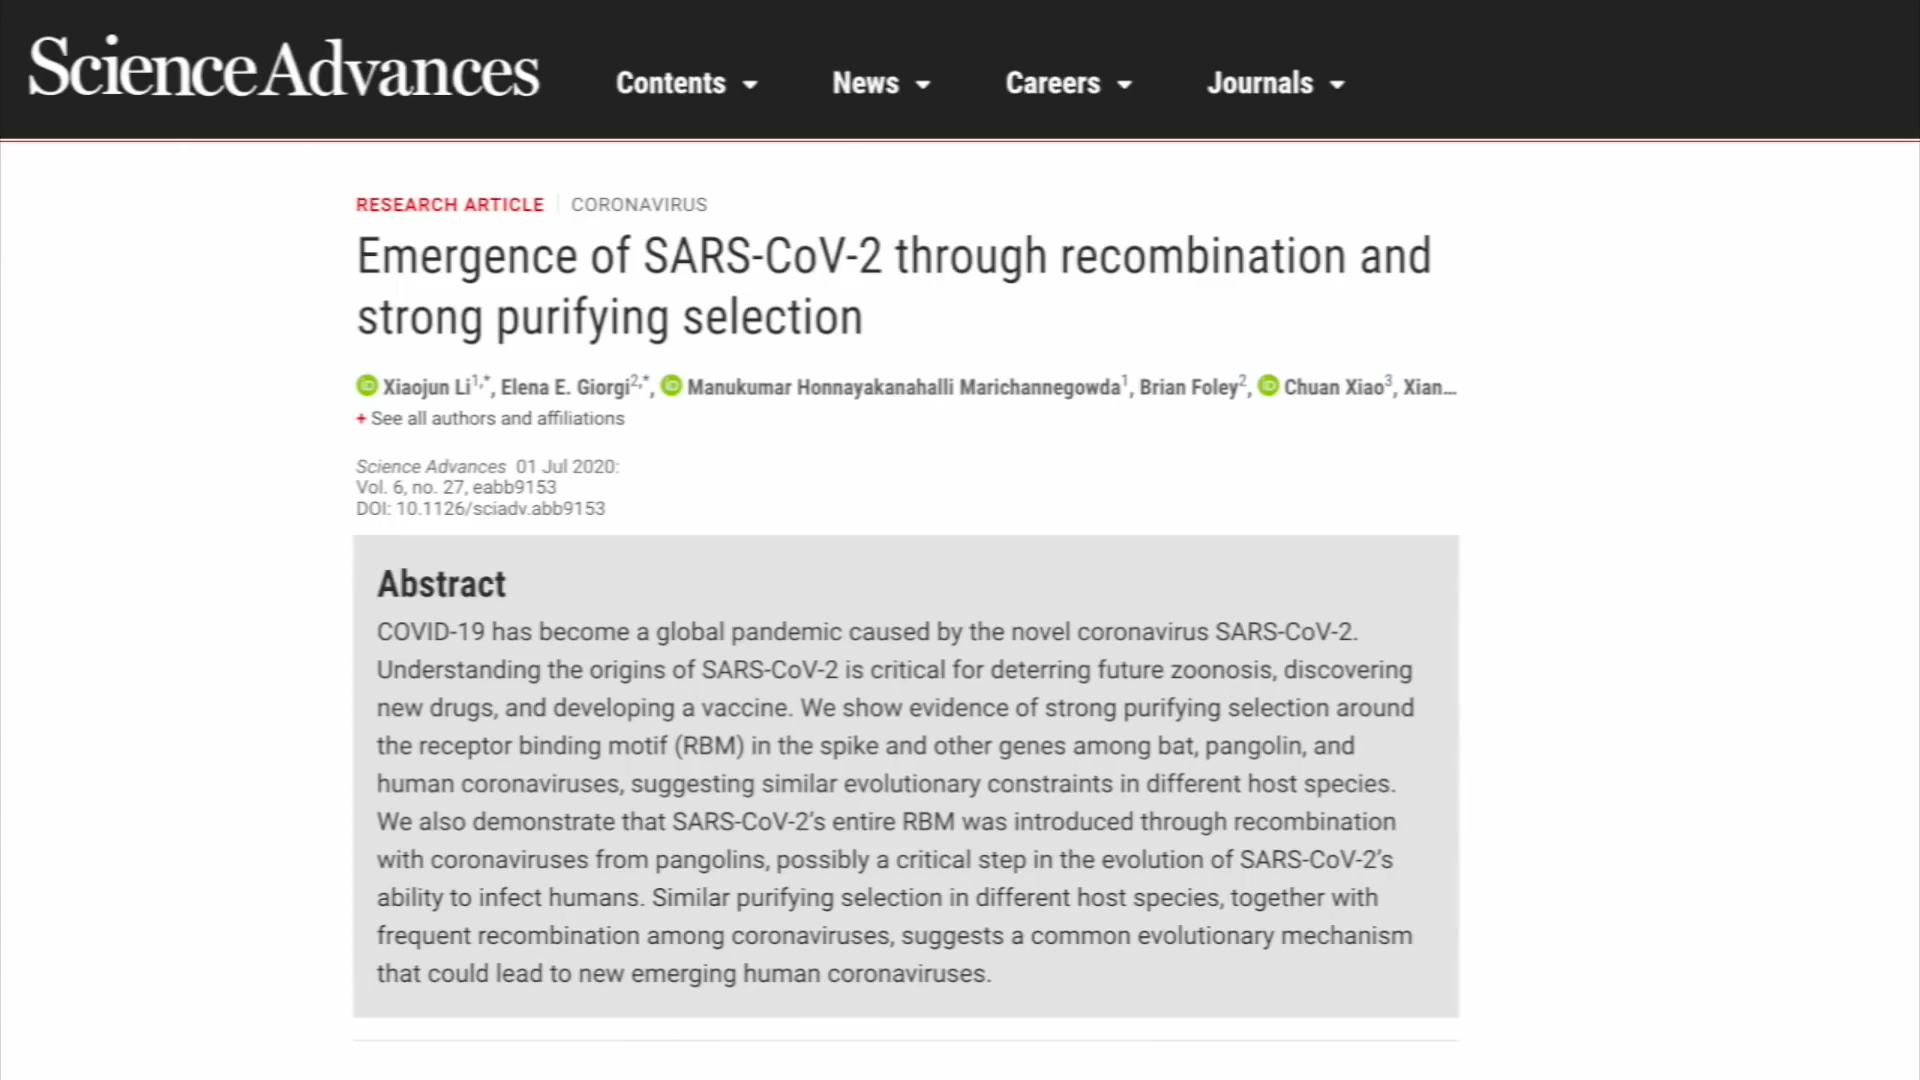 Science Advances Contents News Careers Journals
RESEARCH ARTICLE CORONAVIRUS
Emergence of SARS-CoV-2 through recombination and
strong purifying selection
Xiaojun Li1,*, Elena E. Giorgi2,*, Manukumar Honnayakanahalli Marichannegowda1, Brian Foley2, Chuan Xiao3, Xian...
+ See all authors and affiliations
Science Advances 01 Jul 2020:
Vol. 6, no. 27, eabb9153
DOI: 10.1126/sciadv.abb9153
Abstract
COVID-19 has become a global pandemic caused by the novel coronavirus SARS-CoV-2.
Understanding the origins of SARS-CoV-2 is critical for deterring future zoonosis, discovering
new drugs, and developing a vaccine. We show evidence of strong purifying selection around
the receptor binding motif (RBM) in the spike and other genes among bat, pangolin, and
human coronaviruses, suggesting similar evolutionary constraints in different host species.
We also demonstrate that SARS-CoV-2’s entire RBM was introduced through recombination
with coronaviruses from pangolins, possibly a critical step in the evolution of SARS-CoV-2’s
ability to infect humans. Similar purifying selection in different host species, together with
frequent recombination among coronaviruses, suggests a common evolutionary mechanism
that could lead to new emerging human coronaviruses.